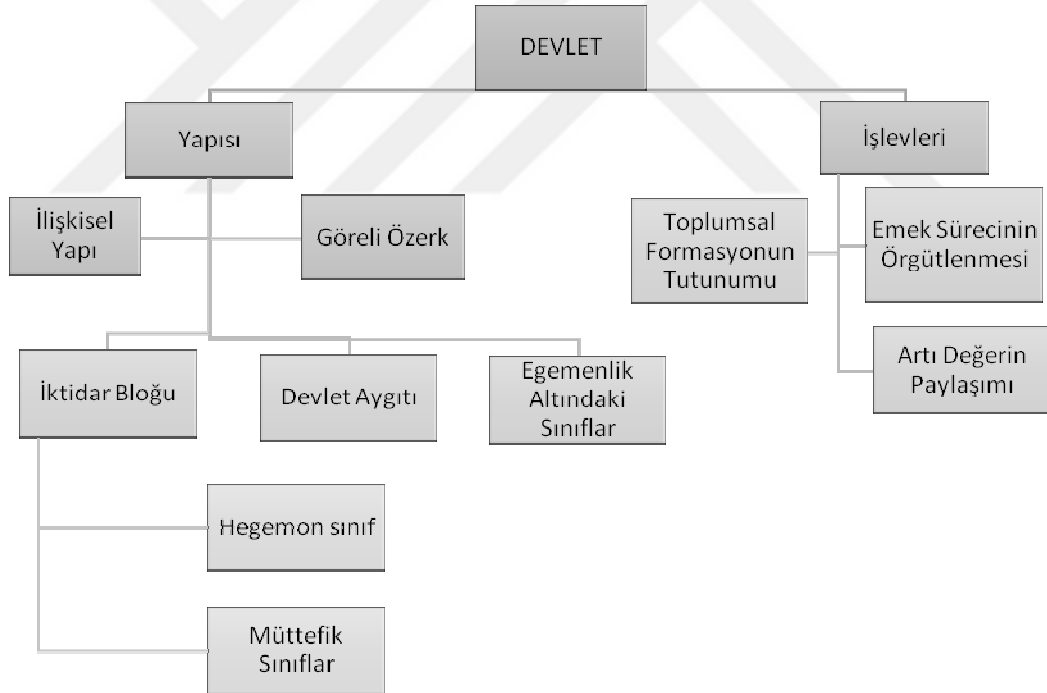 DEVLET
Yapısı
İşlevleri
İlişkisel
Yapı
Göreli Özerk
Toplumsal
Formasyonun
Tutunumu
Emek Sürecinin
Örgütlenmesi
İktidar Bloğu
Devlet Aygıtı
Egemenlik
Altındaki
Sınıflar
Artı Değerin
Paylaşımı
Hegemon sınıf
Müttefik
Sınıflar